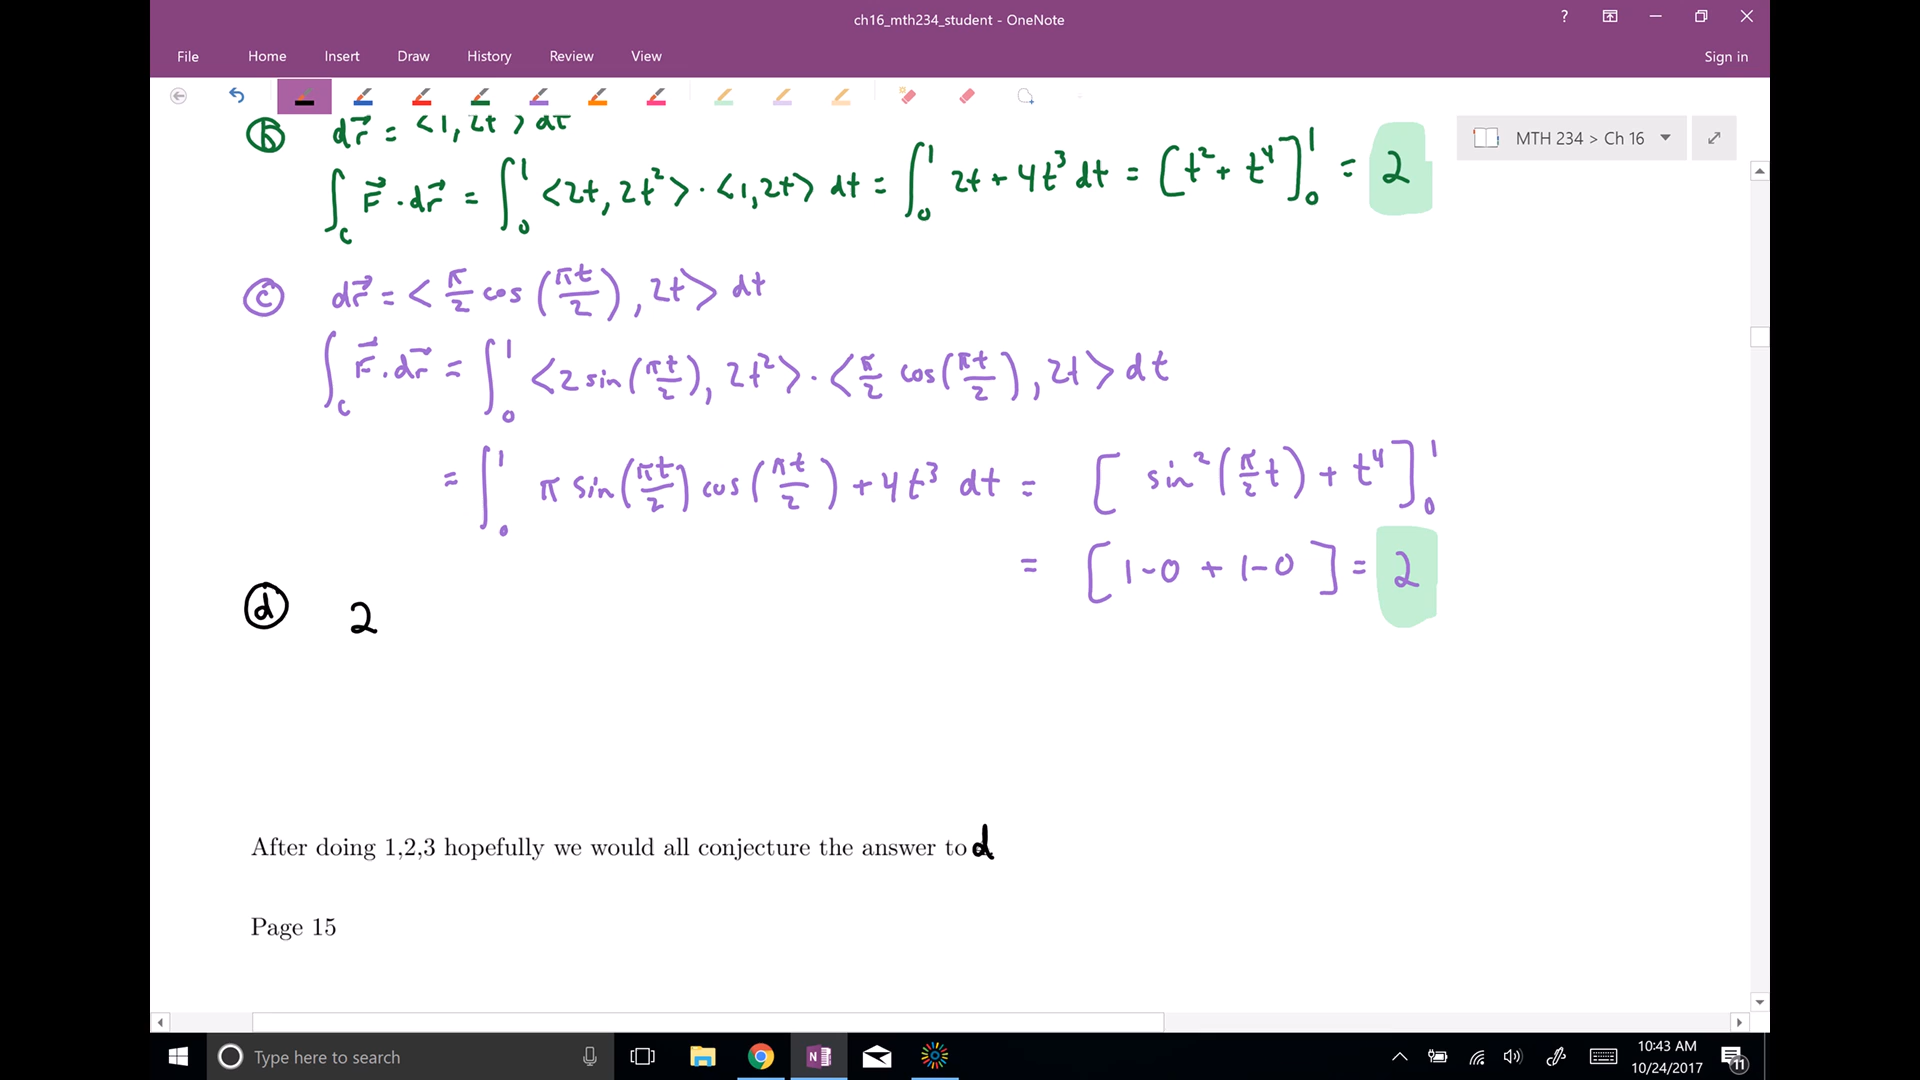 ch16_mth234_student - OneNote
?
File Home Insert Draw History Review View Sign in
MTH 234 > Ch 16
ⓑ dr⃗ = <1, 2t> dt
∫_C F⃗ · dr⃗ = ∫_0^1 <2t, 2t²> · <1, 2t> dt = ∫_0^1 2t + 4t³ dt = [t² + t⁴]_0^1 = 2
ⓒ dr⃗ = < π/2 cos(πt/2), 2t > dt
∫_C F⃗ · dr⃗ = ∫_0^1 <2 sin(πt/2), 2t²> · <π/2 cos(πt/2), 2t> dt
= ∫_0^1 π sin(πt/2) cos(πt/2) + 4t³ dt = [ sin²(π/2 t) + t⁴ ]_0^1
= [ 1-0 + 1-0 ] = 2
ⓓ 2
After doing 1,2,3 hopefully we would all conjecture the answer to d
Page 15
Type here to search
10:43 AM
10/24/2017
11